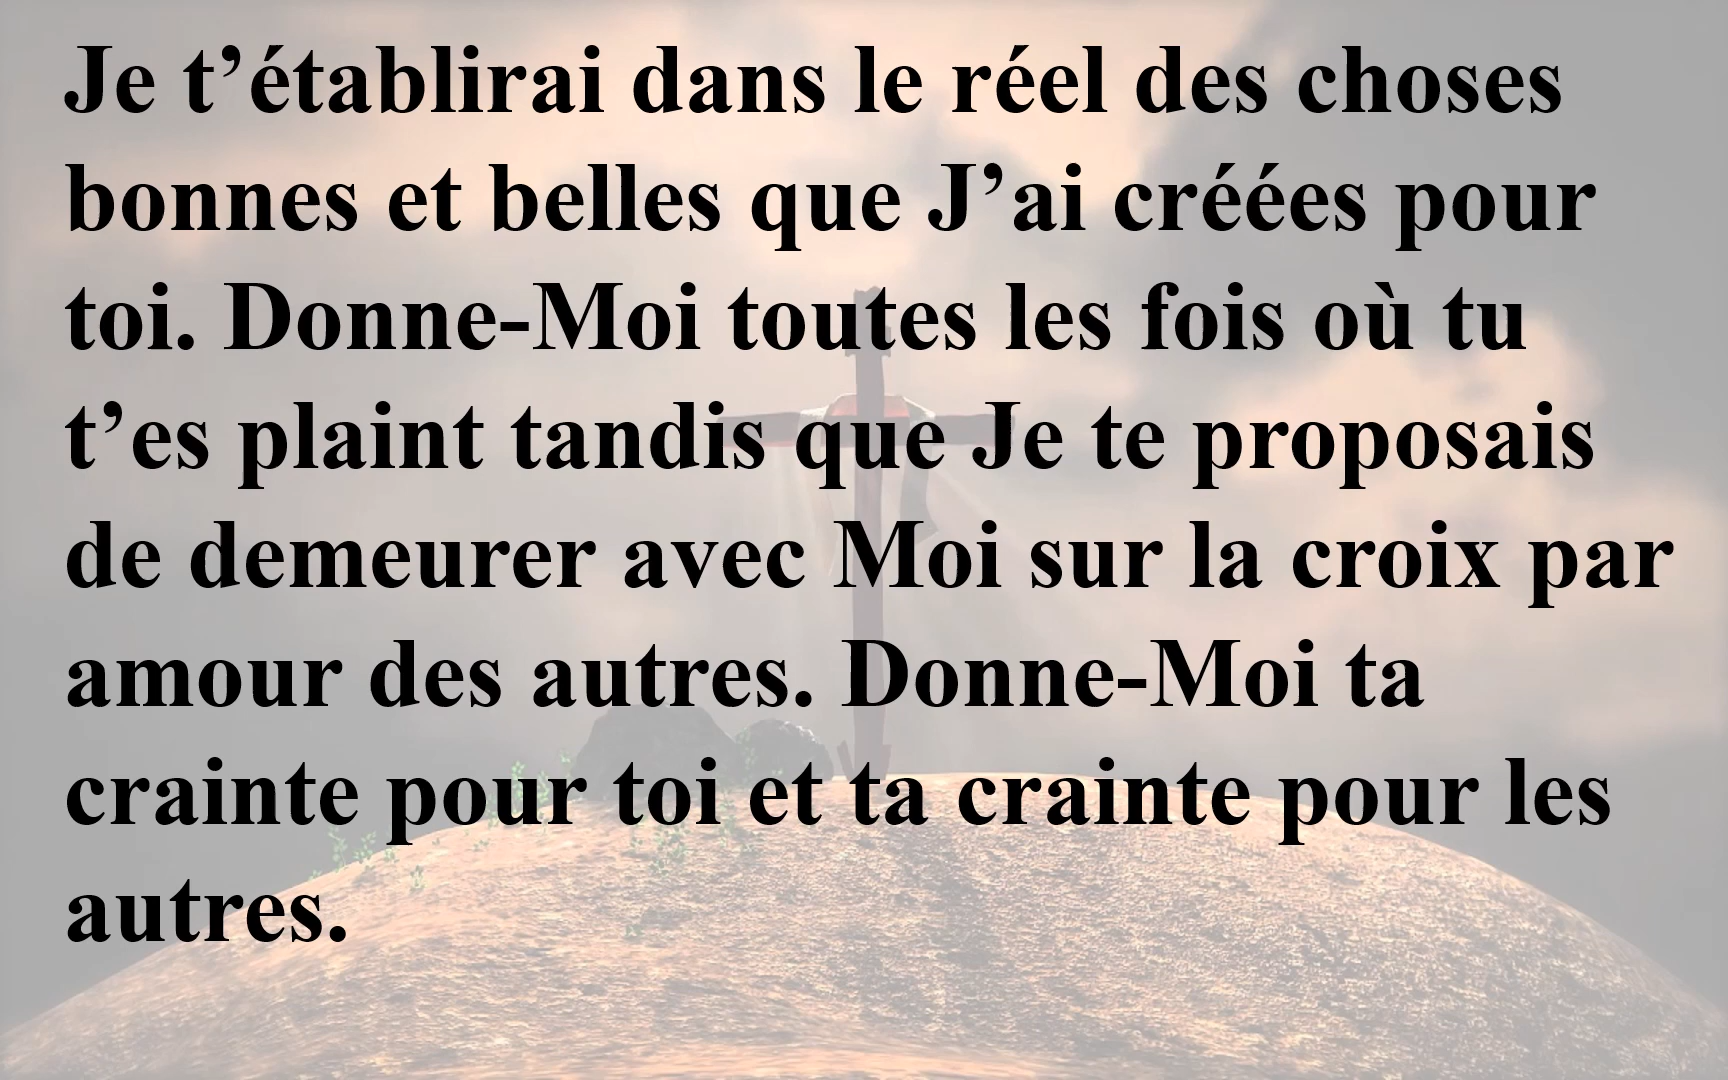 Je t’établirai dans le réel des choses
bonnes et belles que J’ai créées pour
toi. Donne-Moi toutes les fois où tu
t’es plaint tandis que Je te proposais
de demeurer avec Moi sur la croix par
amour des autres. Donne-Moi ta
crainte pour toi et ta crainte pour les
autres.